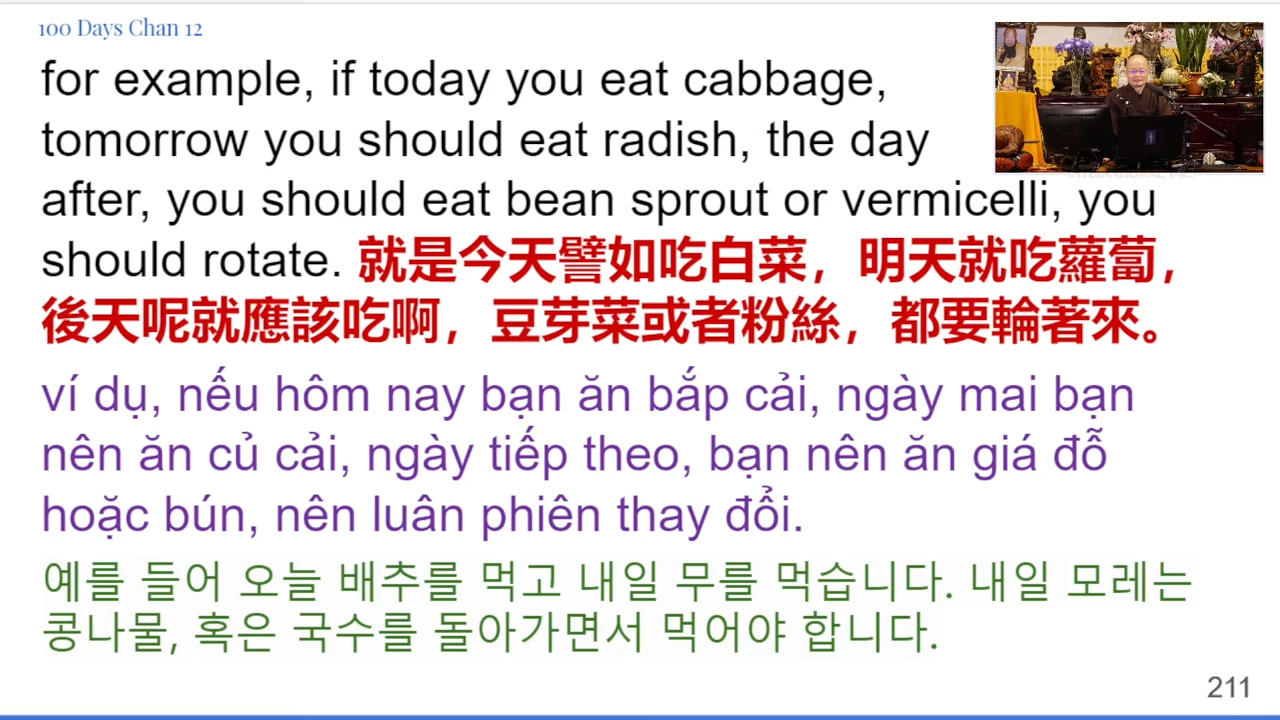 100 Days Chan 12
for example, if today you eat cabbage,
tomorrow you should eat radish, the day
after, you should eat bean sprout or vermicelli, you
should rotate. 就是今天譬如吃白菜，明天就吃蘿蔔，
後天呢就應該吃啊，豆芽菜或者粉絲，都要輪著來。
ví dụ, nếu hôm nay bạn ăn bắp cải, ngày mai bạn
nên ăn củ cải, ngày tiếp theo, bạn nên ăn giá đỗ
hoặc bún, nên luân phiên thay đổi.
예를 들어 오늘 배추를 먹고 내일 무를 먹습니다. 내일 모레는
콩나물, 혹은 국수를 돌아가면서 먹어야 합니다.
211